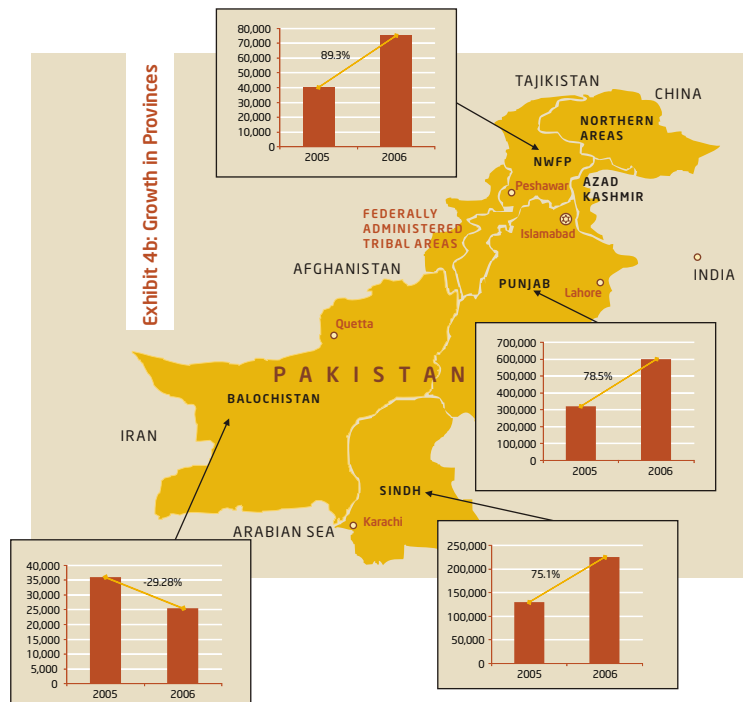 Exhibit 4b: Growth in Provinces
80,000
70,000
60,000
50,000
40,000
30,000
20,000
10,000
0
89.3%
2005 2006
TAJIKISTAN
CHINA
NORTHERN
AREAS
NWFP
Peshawar
AZAD
KASHMIR
FEDERALLY
ADMINISTERED
TRIBAL AREAS
Islamabad
AFGHANISTAN
INDIA
PUNJAB
Lahore
Quetta
PAKISTAN
BALOCHISTAN
IRAN
SINDH
ARABIAN SEA
Karachi
700,000
600,000
500,000
400,000
300,000
200,000
100,000
0
78.5%
2005 2006
40,000
35,000
30,000
25,000
20,000
15,000
10,000
5,000
0
-29.28%
2005 2006
250,000
200,000
150,000
100,000
50,000
0
75.1%
2005 2006